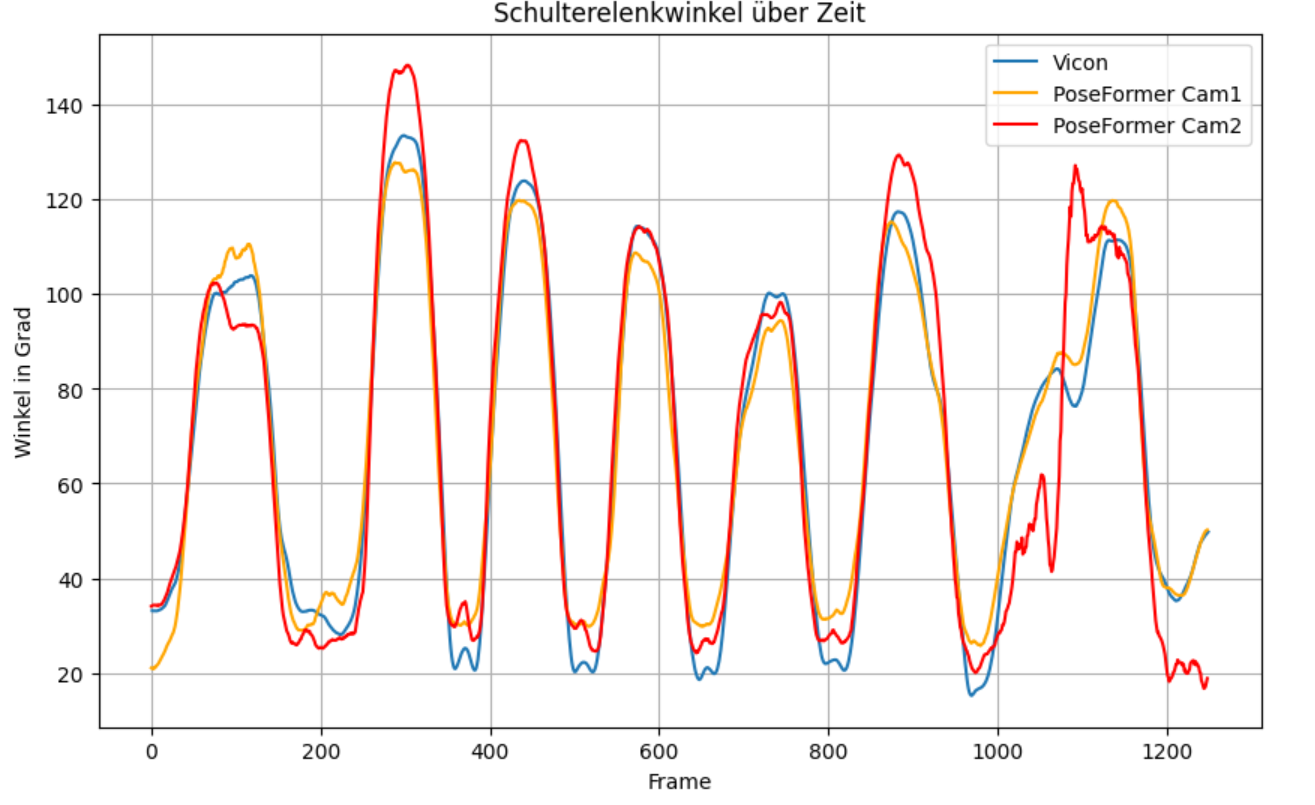 Schulterelenkwinkel über Zeit
Vicon
PoseFormer Cam1
PoseFormer Cam2
Winkel in Grad
140
120
100
80
60
40
20
0 200 400 600 800 1000 1200
Frame